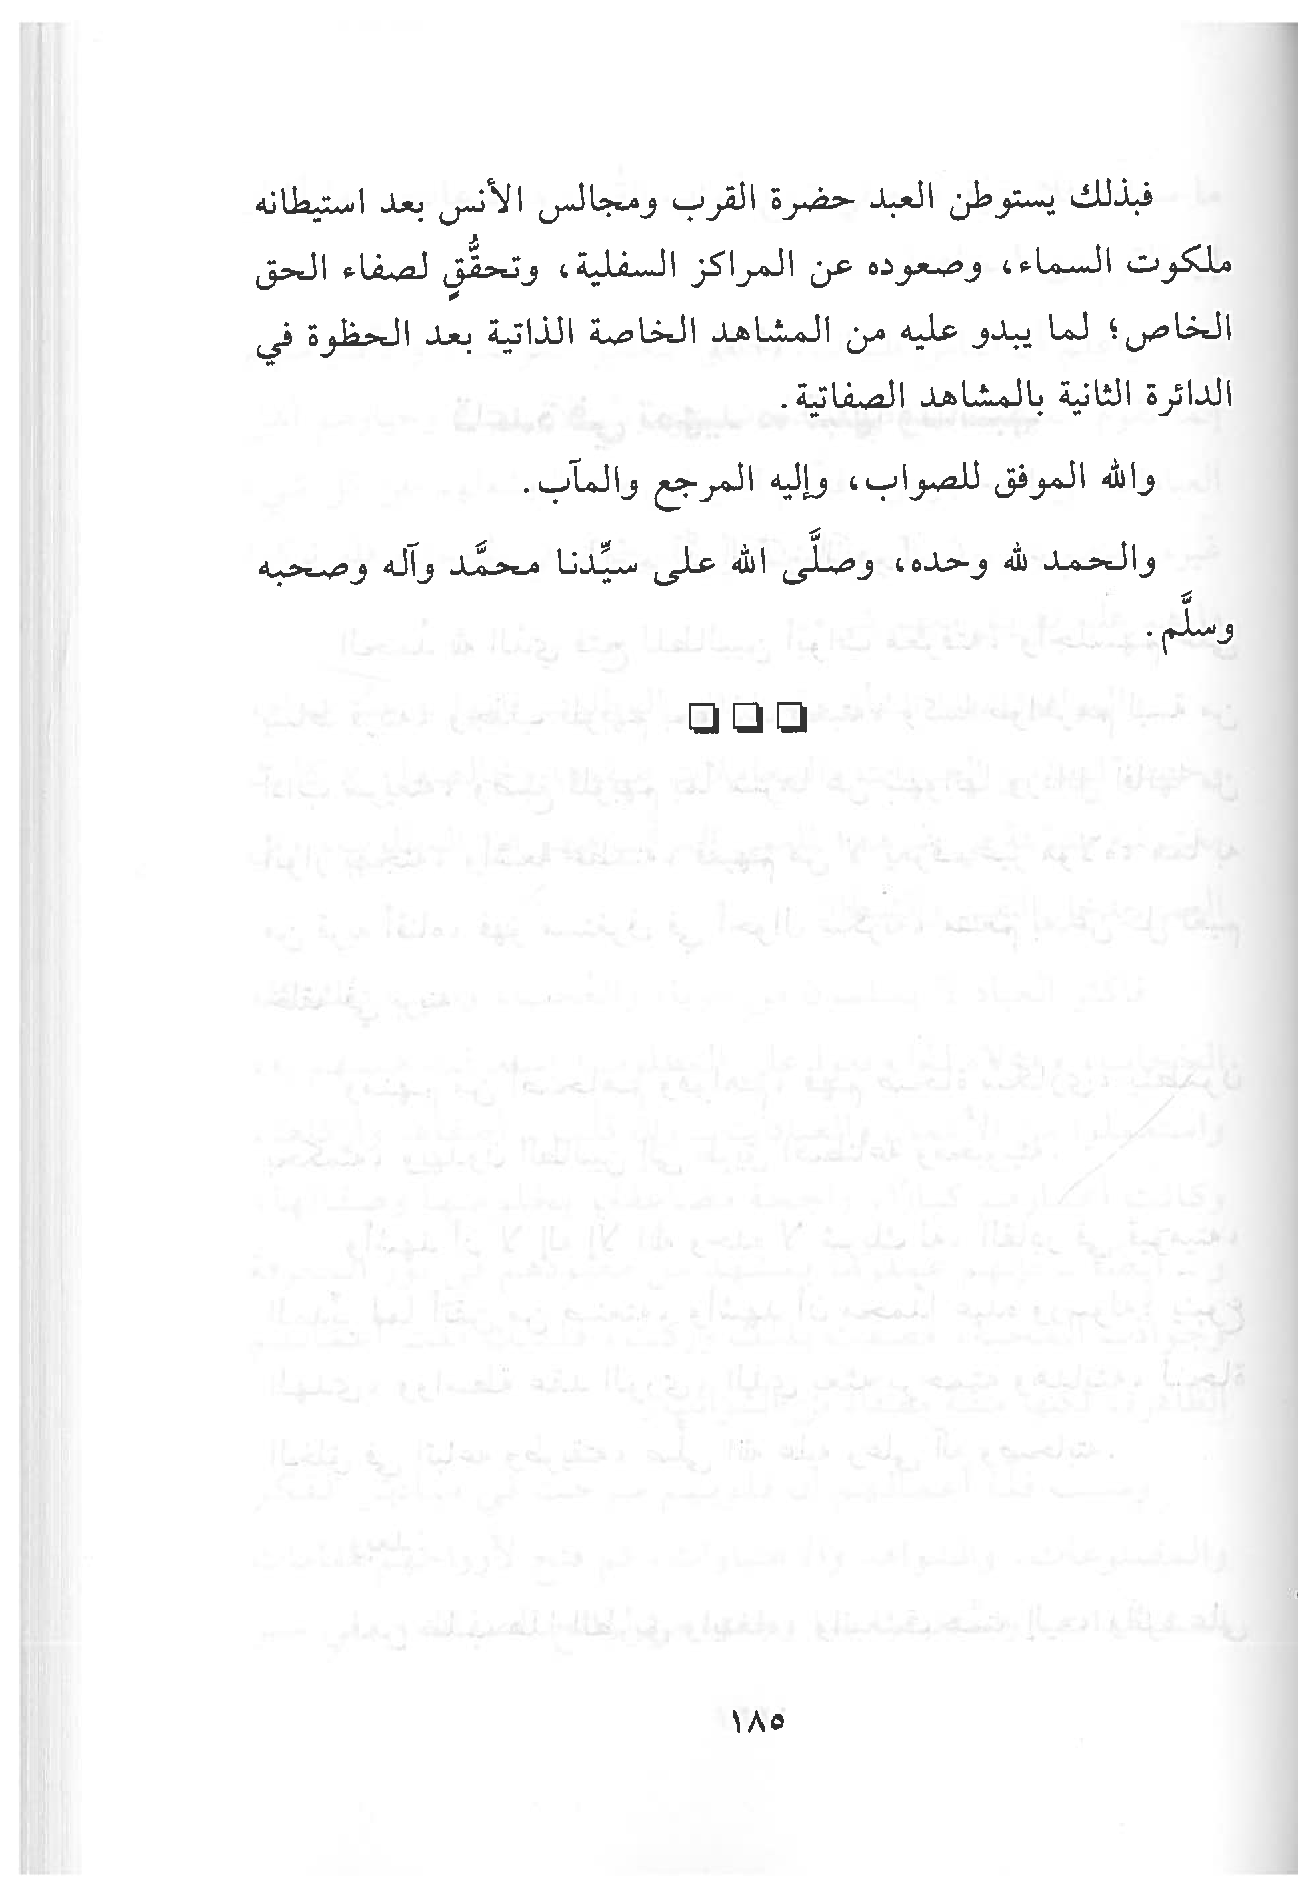 فبذلك يستوطن العبد حضرة القرب ومجالس الأنس بعد استيطانه
ملكوت السماء، وصعوده عن المراكز السفلية، وتحقُّقٍ لصفاء الحق
الخاص؛ لما يبدو عليه من المشاهد الخاصة الذاتية بعد الحظوة في
الدائرة الثانية بالمشاهد الصفاتية.
والله الموفق للصواب، وإليه المرجع والمآب.
والحمد لله وحده، وصلَّى الله على سيِّدنا محمَّد وآله وصحبه
وسلَّم.
١٨٥